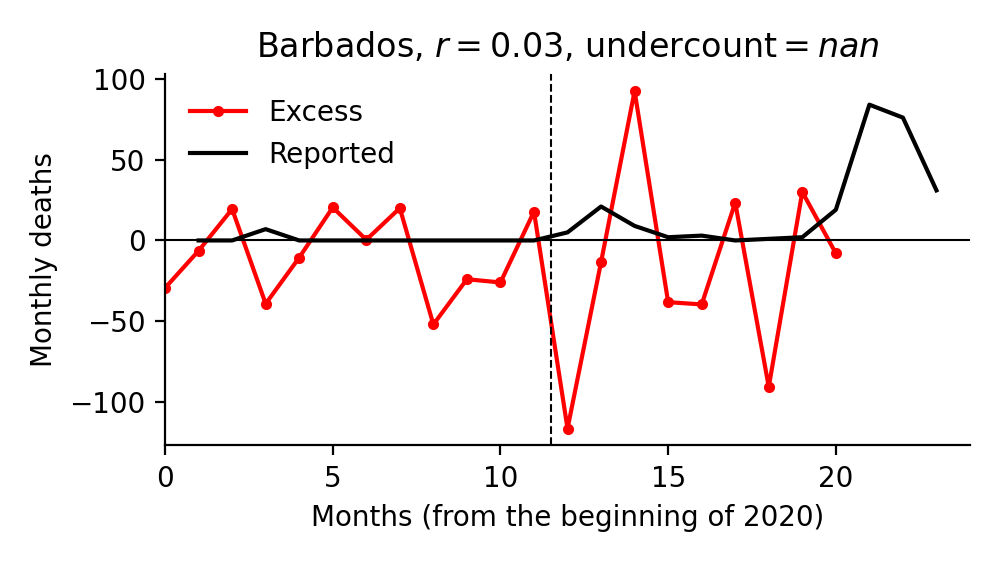 Barbados, r = 0.03, undercount = nan
Excess
Reported
Monthly deaths
100
50
0
−50
−100
0 5 10 15 20
Months (from the beginning of 2020)